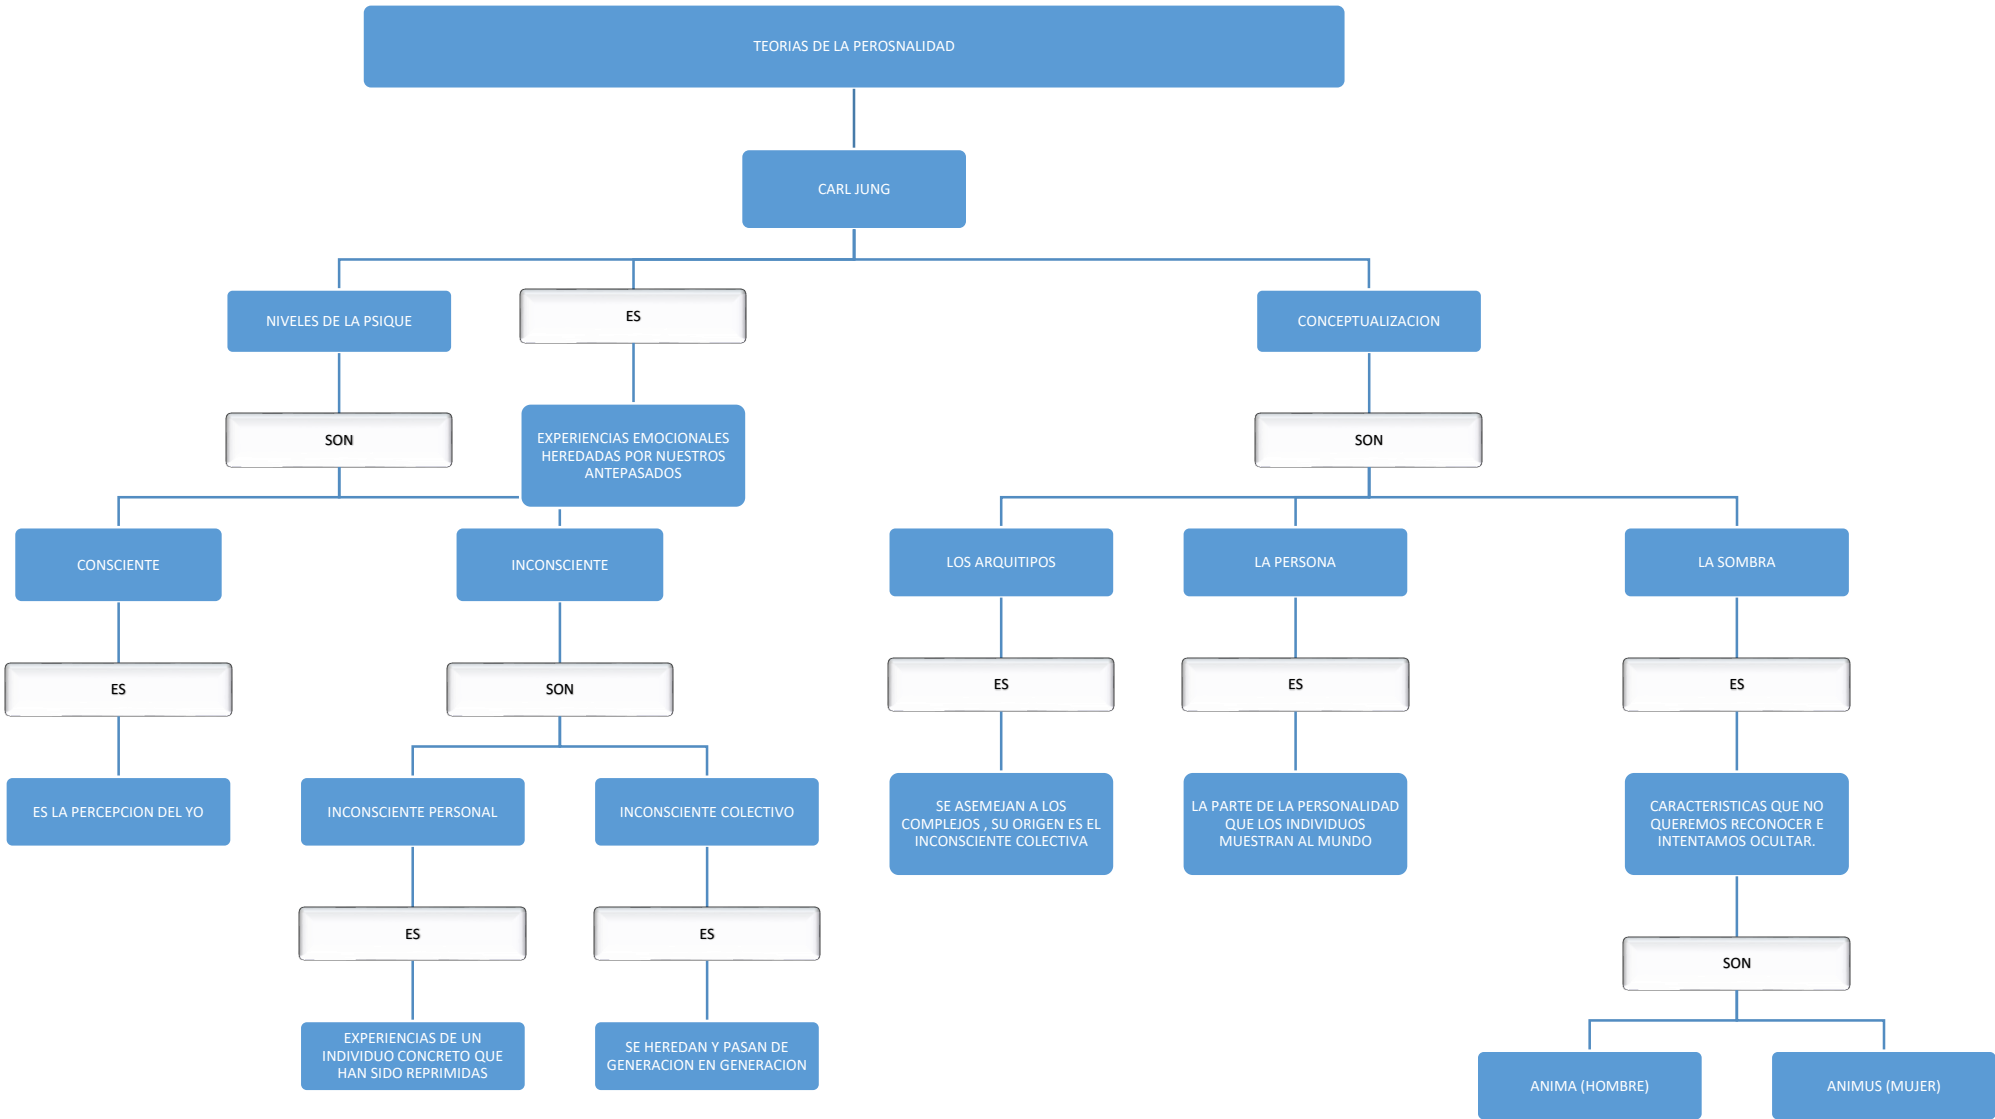 TEORIAS DE LA PEROSNALIDAD
CARL JUNG
NIVELES DE LA PSIQUE
ES
CONCEPTUALIZACION
SON
EXPERIENCIAS EMOCIONALES
HEREDADAS POR NUESTROS
ANTEPASADOS
SON
CONSCIENTE
INCONSCIENTE
LOS ARQUITIPOS
LA PERSONA
LA SOMBRA
ES
SON
ES
ES
ES
ES LA PERCEPCION DEL YO
INCONSCIENTE PERSONAL
INCONSCIENTE COLECTIVO
SE ASEMEJAN A LOS
COMPLEJOS , SU ORIGEN ES EL
INCONSCIENTE COLECTIVA
LA PARTE DE LA PERSONALIDAD
QUE LOS INDIVIDUOS
MUESTRAN AL MUNDO
CARACTERISTICAS QUE NO
QUEREMOS RECONOCER E
INTENTAMOS OCULTAR.
ES
ES
SON
EXPERIENCIAS DE UN
INDIVIDUO CONCRETO QUE
HAN SIDO REPRIMIDAS
SE HEREDAN Y PASAN DE
GENERACION EN GENERACION
ANIMA (HOMBRE)
ANIMUS (MUJER)